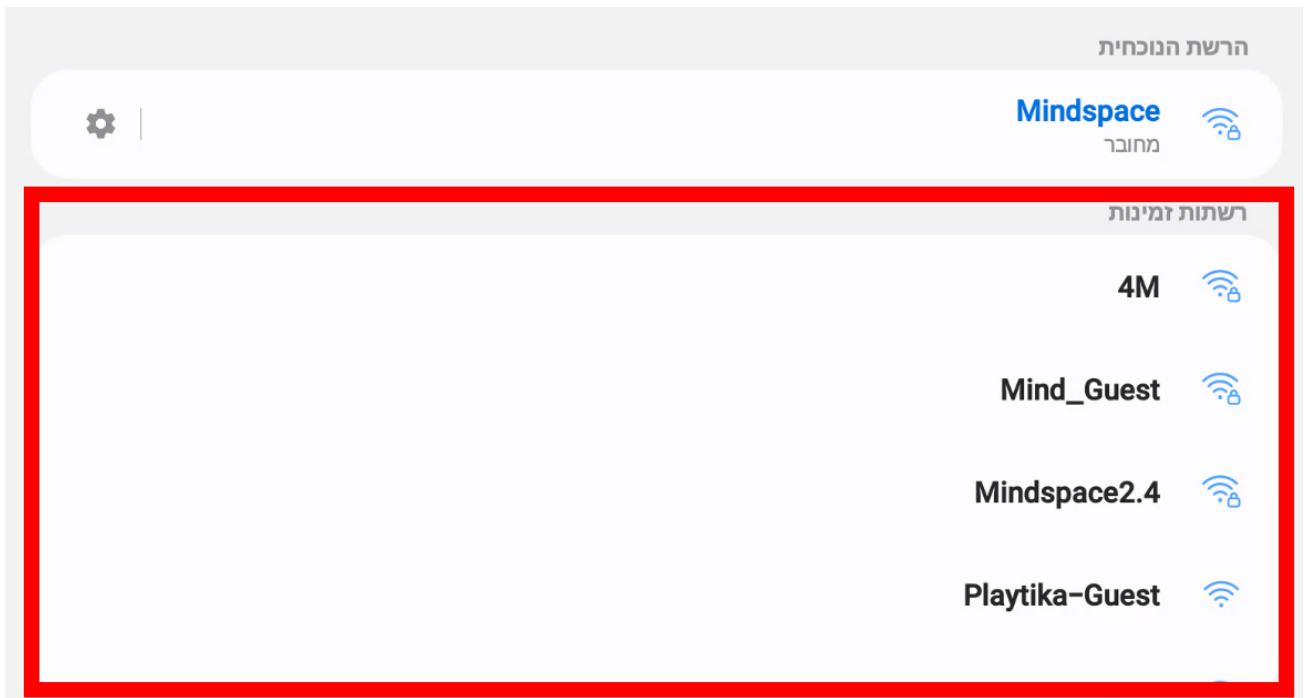 הרשת הנוכחית
Mindspace
מחובר
רשתות זמינות
4M
Mind_Guest
Mindspace2.4
Playtika-Guest